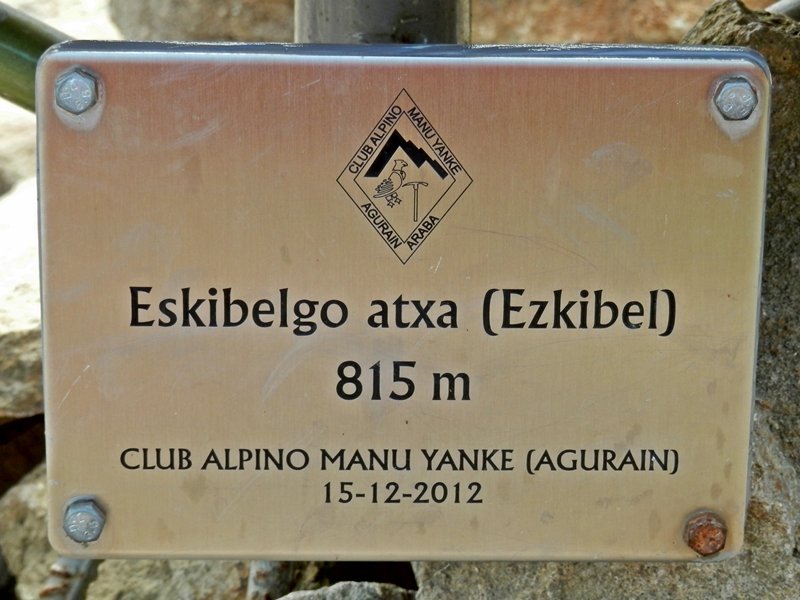 CLUB ALPINO
MANU YANKE
AGURAIN
ARABA
Eskibelgo atxa (Ezkibel)
815 m
CLUB ALPINO MANU YANKE (AGURAIN)
15-12-2012